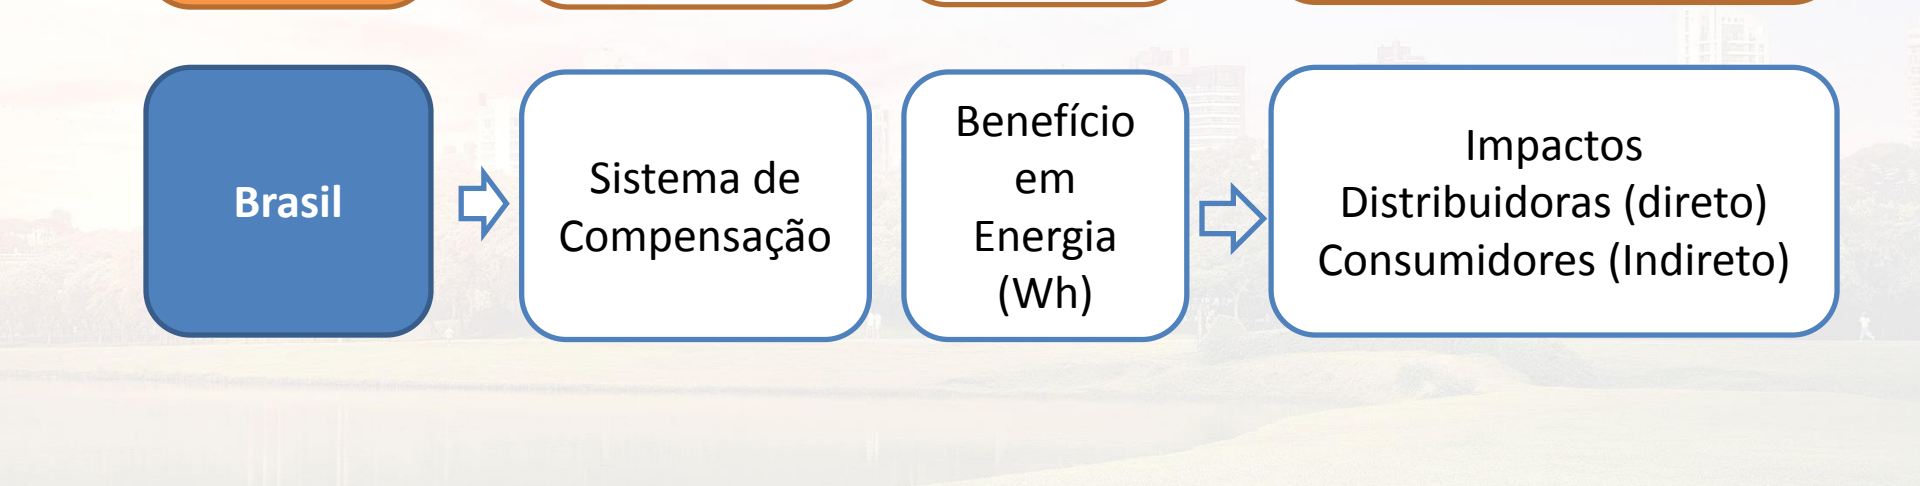 Brasil
Sistema de
Compensação
Benefício
em
Energia
(Wh)
Impactos
Distribuidoras (direto)
Consumidores (Indireto)